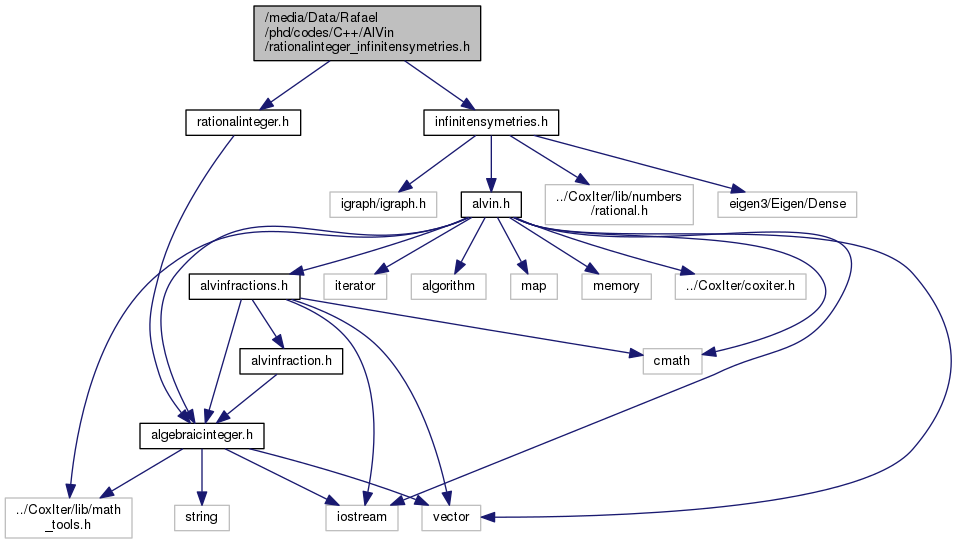 /media/Data/Rafael
/phd/codes/C++/AlVin
/rationalinteger_infinitensymetries.h
rationalinteger.h
infinitensymetries.h
igraph/igraph.h
alvin.h
../CoxIter/lib/numbers
/rational.h
eigen3/Eigen/Dense
alvinfractions.h
iterator
algorithm
map
memory
../CoxIter/coxiter.h
alvinfraction.h
cmath
algebraicinteger.h
../CoxIter/lib/math
_tools.h
string
iostream
vector